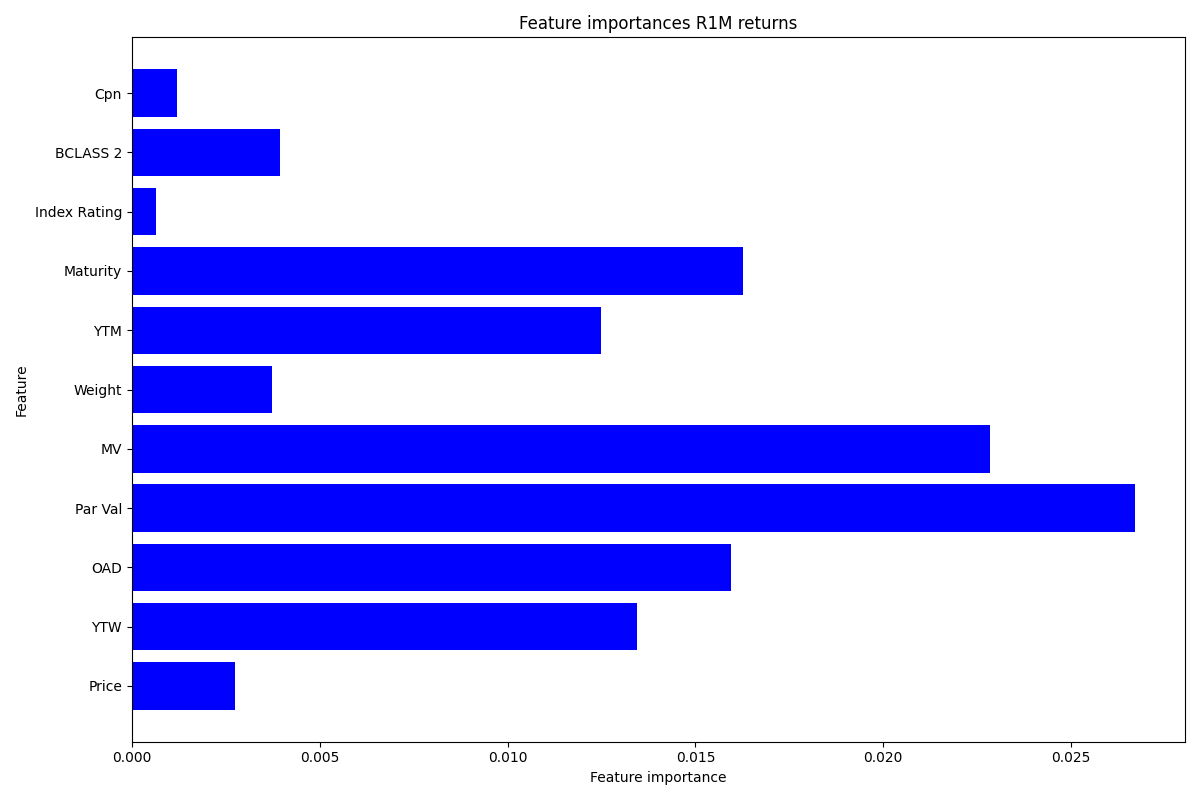 Feature importances R1M returns
Feature
Cpn
BCLASS 2
Index Rating
Maturity
YTM
Weight
MV
Par Val
OAD
YTW
Price
0.000 0.005 0.010 0.015 0.020 0.025
Feature importance